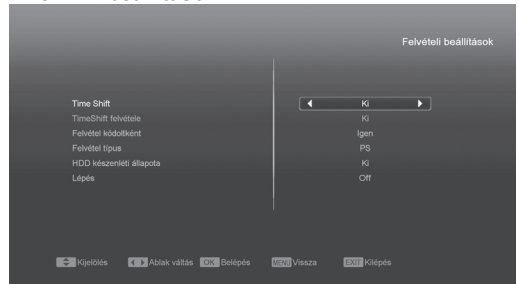 Felvételi beállítások
Time Shift Ki
TimeShift felvétele Ki
Felvétel kódoltként Igen
Felvétel típus PS
HDD készenléti állapota Ki
Lépés Off
Kijelölés Ablak váltás OK Belépés MENU Vissza EXIT Kilépés